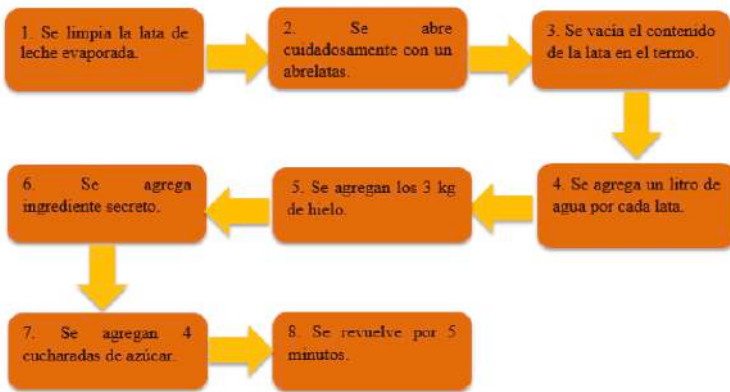 1. Se limpia la lata de
leche evaporada.
2. Se abre
cuidadosamente con un
abrelatas.
3. Se vacía el contenido
de la lata en el termo.
4. Se agrega un litro de
agua por cada lata.
5. Se agregan los 3 kg
de hielo.
6. Se agrega
ingrediente secreto.
7. Se agregan 4
cucharadas de azúcar.
8. Se revuelve por 5
minutos.